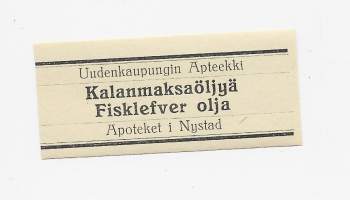 Uudenkaupungin Apteekki
Kalanmaksaöljyä
Fisklefver olja
Apoteket i Nystad